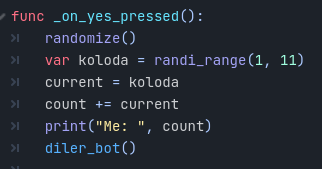 func _on_yes_pressed():
randomize()
var koloda = randi_range(1, 11)
current = koloda
count += current
print("Me: ", count)
diler_bot()